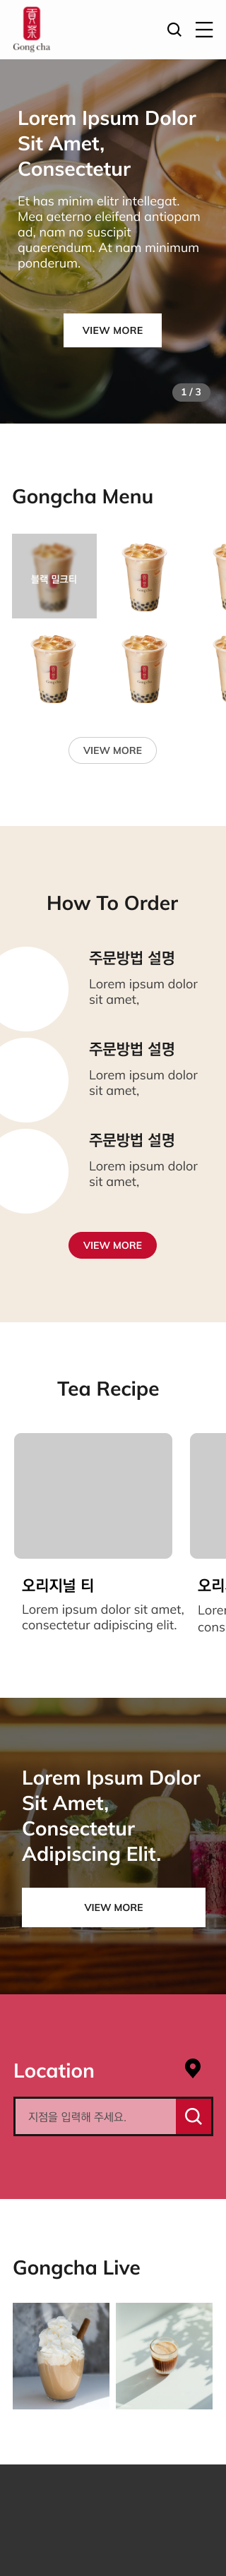 貢茶
Gong cha
Lorem Ipsum Dolor
Sit Amet,
Consectetur
Et has minim elitr intellegat.
Mea aeterno eleifend antiopam
ad, nam no suscipit
quaerendum. At nam minimum
ponderum.
VIEW MORE
1 / 3
Gongcha Menu
블랙 밀크티
VIEW MORE
How To Order
주문방법 설명
Lorem ipsum dolor
sit amet,
주문방법 설명
Lorem ipsum dolor
sit amet,
주문방법 설명
Lorem ipsum dolor
sit amet,
VIEW MORE
Tea Recipe
오리지널 티
Lorem ipsum dolor sit amet,
consectetur adipiscing elit.
오리
Lorem
cons
Lorem Ipsum Dolor
Sit Amet,
Consectetur
Adipiscing Elit.
VIEW MORE
Location
지점을 입력해 주세요.
Gongcha Live